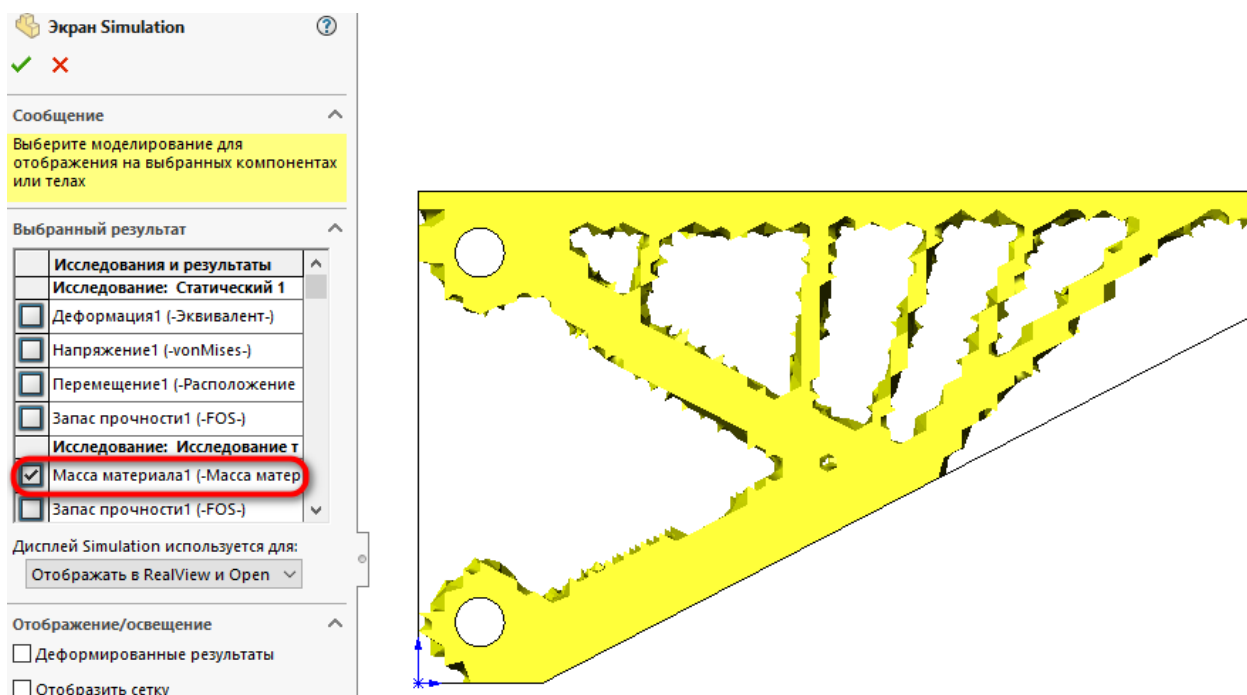 Экран Simulation
Сообщение
Выберите моделирование для
отображения на выбранных компонентах
или телах
Выбранный результат
Исследования и результаты
Исследование: Статический 1
Деформация1 (-Эквивалент-)
Напряжение1 (-vonMises-)
Перемещение1 (-Расположение
Запас прочности1 (-FOS-)
Исследование: Исследование т
Масса материала1 (-Масса матер
Запас прочности1 (-FOS-)
Дисплей Simulation используется для:
Отображать в RealView и Open
Отображение/освещение
Деформированные результаты
Отобразить сетку